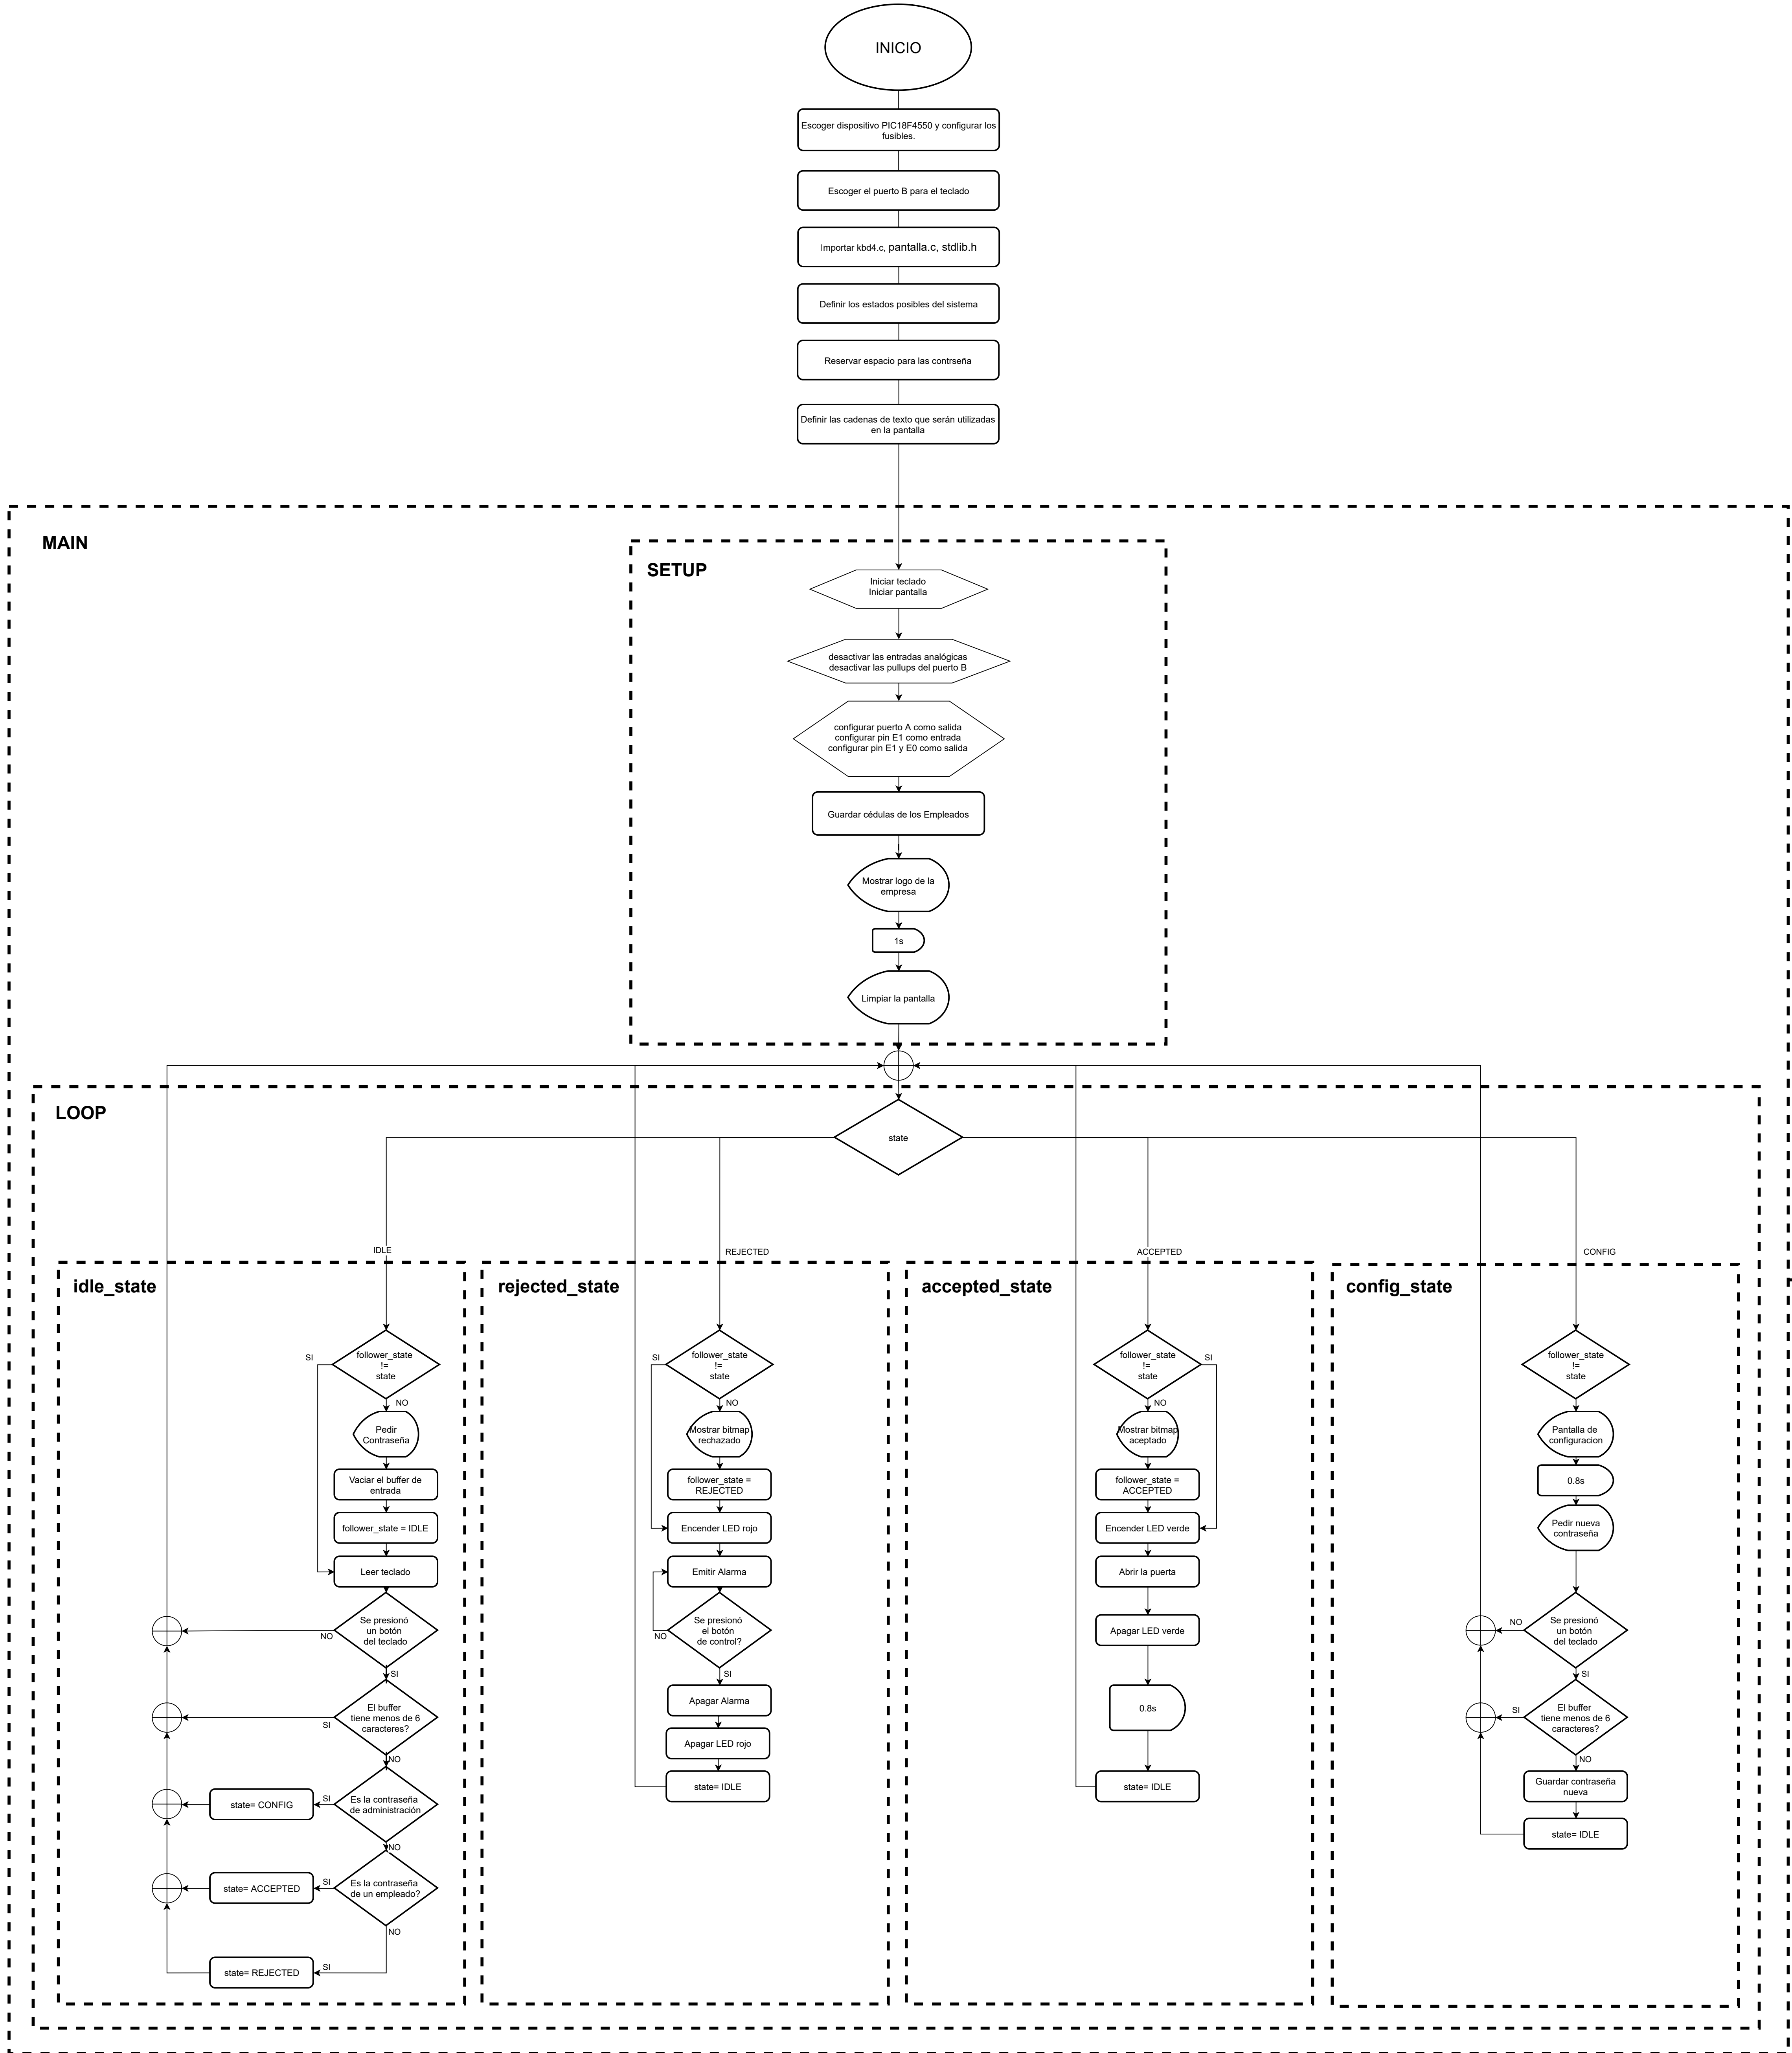 INICIO
Escoger dispositivo PIC18F4550 y configurar los
fusibles.
Escoger el puerto B para el teclado
Importar kbd4.c, pantalla.c, stdlib.h
Definir los estados posibles del sistema
Reservar espacio para las contrseña
Definir las cadenas de texto que serán utilizadas
en la pantalla
MAIN
SETUP
Iniciar teclado
Iniciar pantalla
desactivar las entradas analógicas
desactivar las pullups del puerto B
configurar puerto A como salida
configurar pin E1 como entrada
configurar pin E1 y E0 como salida
Guardar cédulas de los Empleados
Mostrar logo de la
empresa
1s
Limpiar la pantalla
LOOP
state
IDLE
REJECTED
ACCEPTED
CONFIG
idle_state
follower_state
!=
state
SI
NO
Pedir
Contraseña
Vaciar el buffer de
entrada
follower_state = IDLE
Leer teclado
Se presionó
un botón
del teclado
NO
SI
El buffer
tiene menos de 6
caracteres?
SI
NO
Es la contraseña
de administración
SI
state= CONFIG
NO
Es la contraseña
de un empleado?
SI
state= ACCEPTED
NO
SI
state= REJECTED
rejected_state
follower_state
!=
state
SI
NO
Mostrar bitmap
rechazado
follower_state =
REJECTED
Encender LED rojo
Emitir Alarma
Se presionó
el botón
de control?
NO
SI
Apagar Alarma
Apagar LED rojo
state= IDLE
accepted_state
follower_state
!=
state
SI
NO
Mostrar bitmap
aceptado
follower_state =
ACCEPTED
Encender LED verde
Abrir la puerta
Apagar LED verde
0.8s
state= IDLE
config_state
follower_state
!=
state
Pantalla de
configuracion
0.8s
Pedir nueva
contraseña
Se presionó
un botón
del teclado
NO
SI
El buffer
tiene menos de 6
caracteres?
SI
NO
Guardar contraseña
nueva
state= IDLE